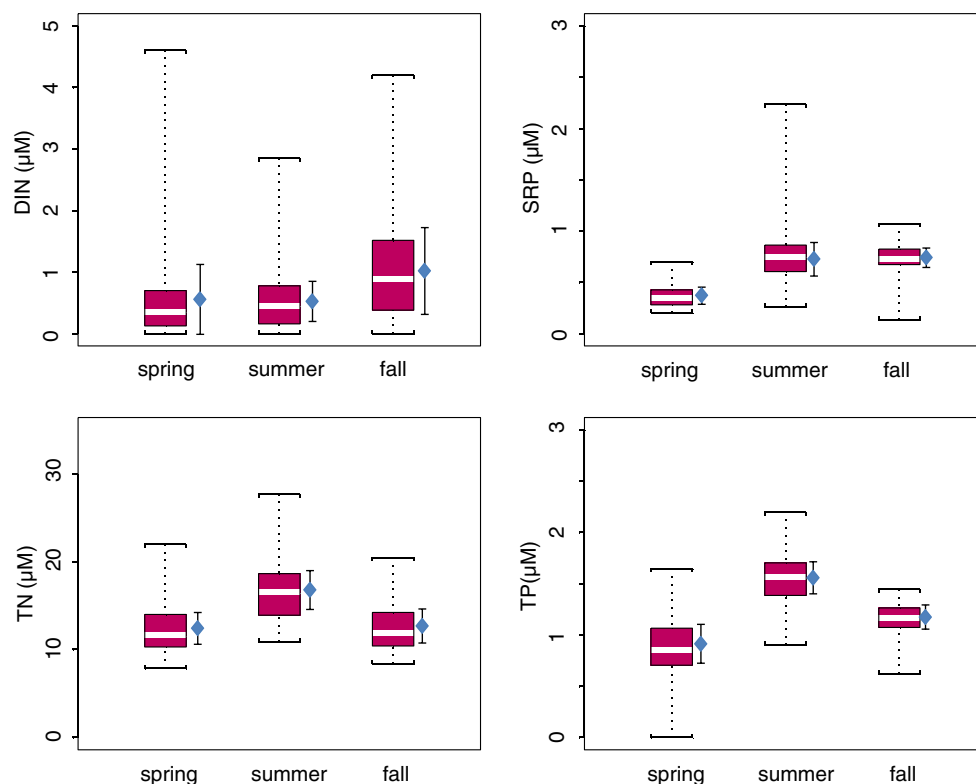 DIN (µM)
5
4
3
2
1
0
spring summer fall
SRP (µM)
3
2
1
0
spring summer fall
TN (µM)
30
20
10
0
spring summer fall
TP(µM)
3
2
1
0
spring summer fall